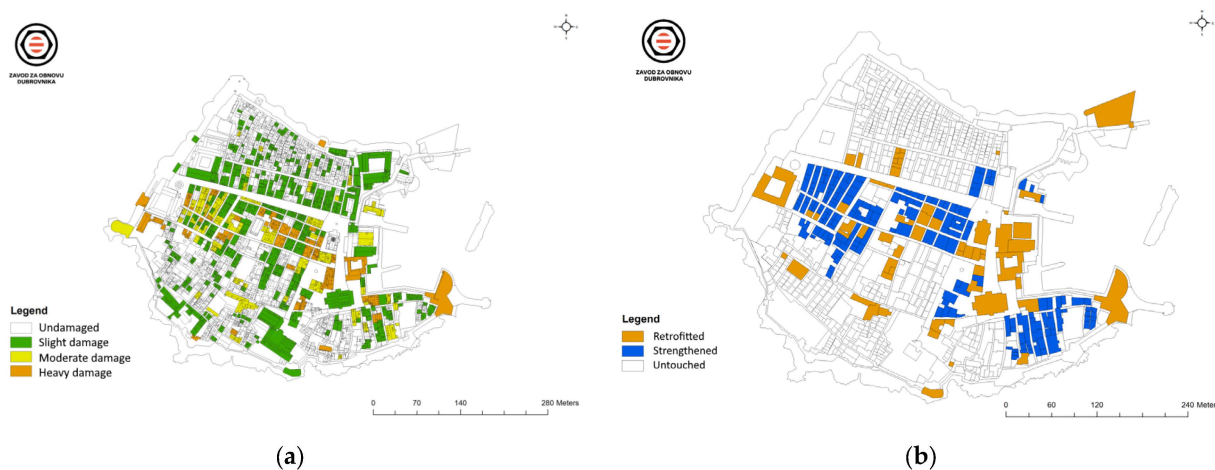 ZAVOD ZA OBNOVU
DUBROVNIKA
Legend
Undamaged
Slight damage
Moderate damage
Heavy damage
0 70 140 280 Meters
(a)
ZAVOD ZA OBNOVU
DUBROVNIKA
Legend
Retrofitted
Strengthened
Untouched
0 60 120 240 Meters
(b)